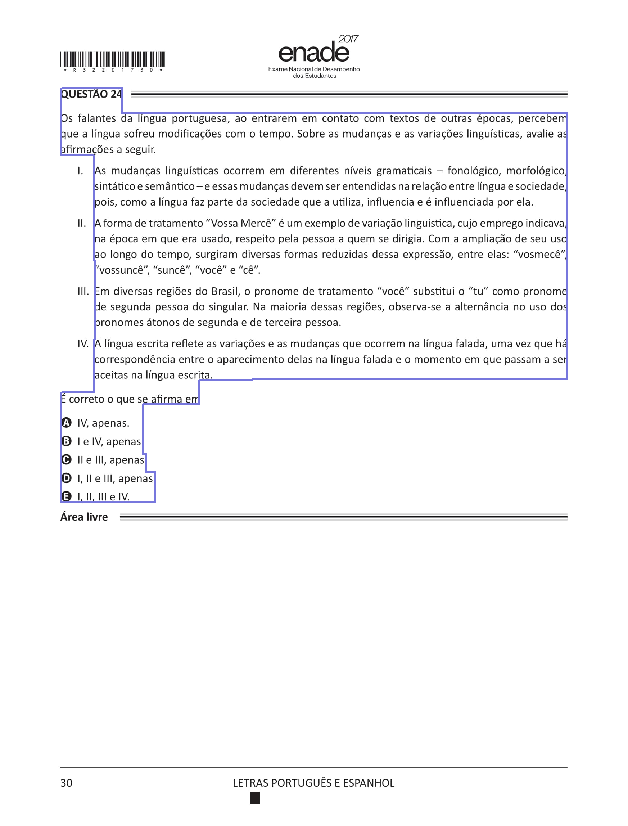 2017
enade
Exame Nacional de Desempenho
dos Estudantes
QUESTÃO 24
Os falantes da língua portuguesa, ao entrarem em contato com textos de outras épocas, percebem
que a língua sofreu modificações com o tempo. Sobre as mudanças e as variações linguísticas, avalie as
afirmações a seguir.
I. As mudanças linguísticas ocorrem em diferentes níveis gramaticais – fonológico, morfológico,
sintático e semântico – e essas mudanças devem ser entendidas na relação entre língua e sociedade,
pois, como a língua faz parte da sociedade que a utiliza, influencia e é influenciada por ela.
II. A forma de tratamento “Vossa Mercê” é um exemplo de variação linguística, cujo emprego indicava,
na época em que era usado, respeito pela pessoa a quem se dirigia. Com a ampliação de seu uso
ao longo do tempo, surgiram diversas formas reduzidas dessa expressão, entre elas: “vosmecê”,
“vossuncê”, “suncê”, “você” e “cê”.
III. Em diversas regiões do Brasil, o pronome de tratamento “você” substitui o “tu” como pronome
de segunda pessoa do singular. Na maioria dessas regiões, observa-se a alternância no uso dos
pronomes átonos de segunda e de terceira pessoa.
IV. A língua escrita reflete as variações e as mudanças que ocorrem na língua falada, uma vez que há
correspondência entre o aparecimento delas na língua falada e o momento em que passam a ser
aceitas na língua escrita.
É correto o que se afirma em
A IV, apenas.
B I e IV, apenas.
C II e III, apenas.
D I, II e III, apenas.
E I, II, III e IV.
Área livre
30 LETRAS PORTUGUÊS E ESPANHOL